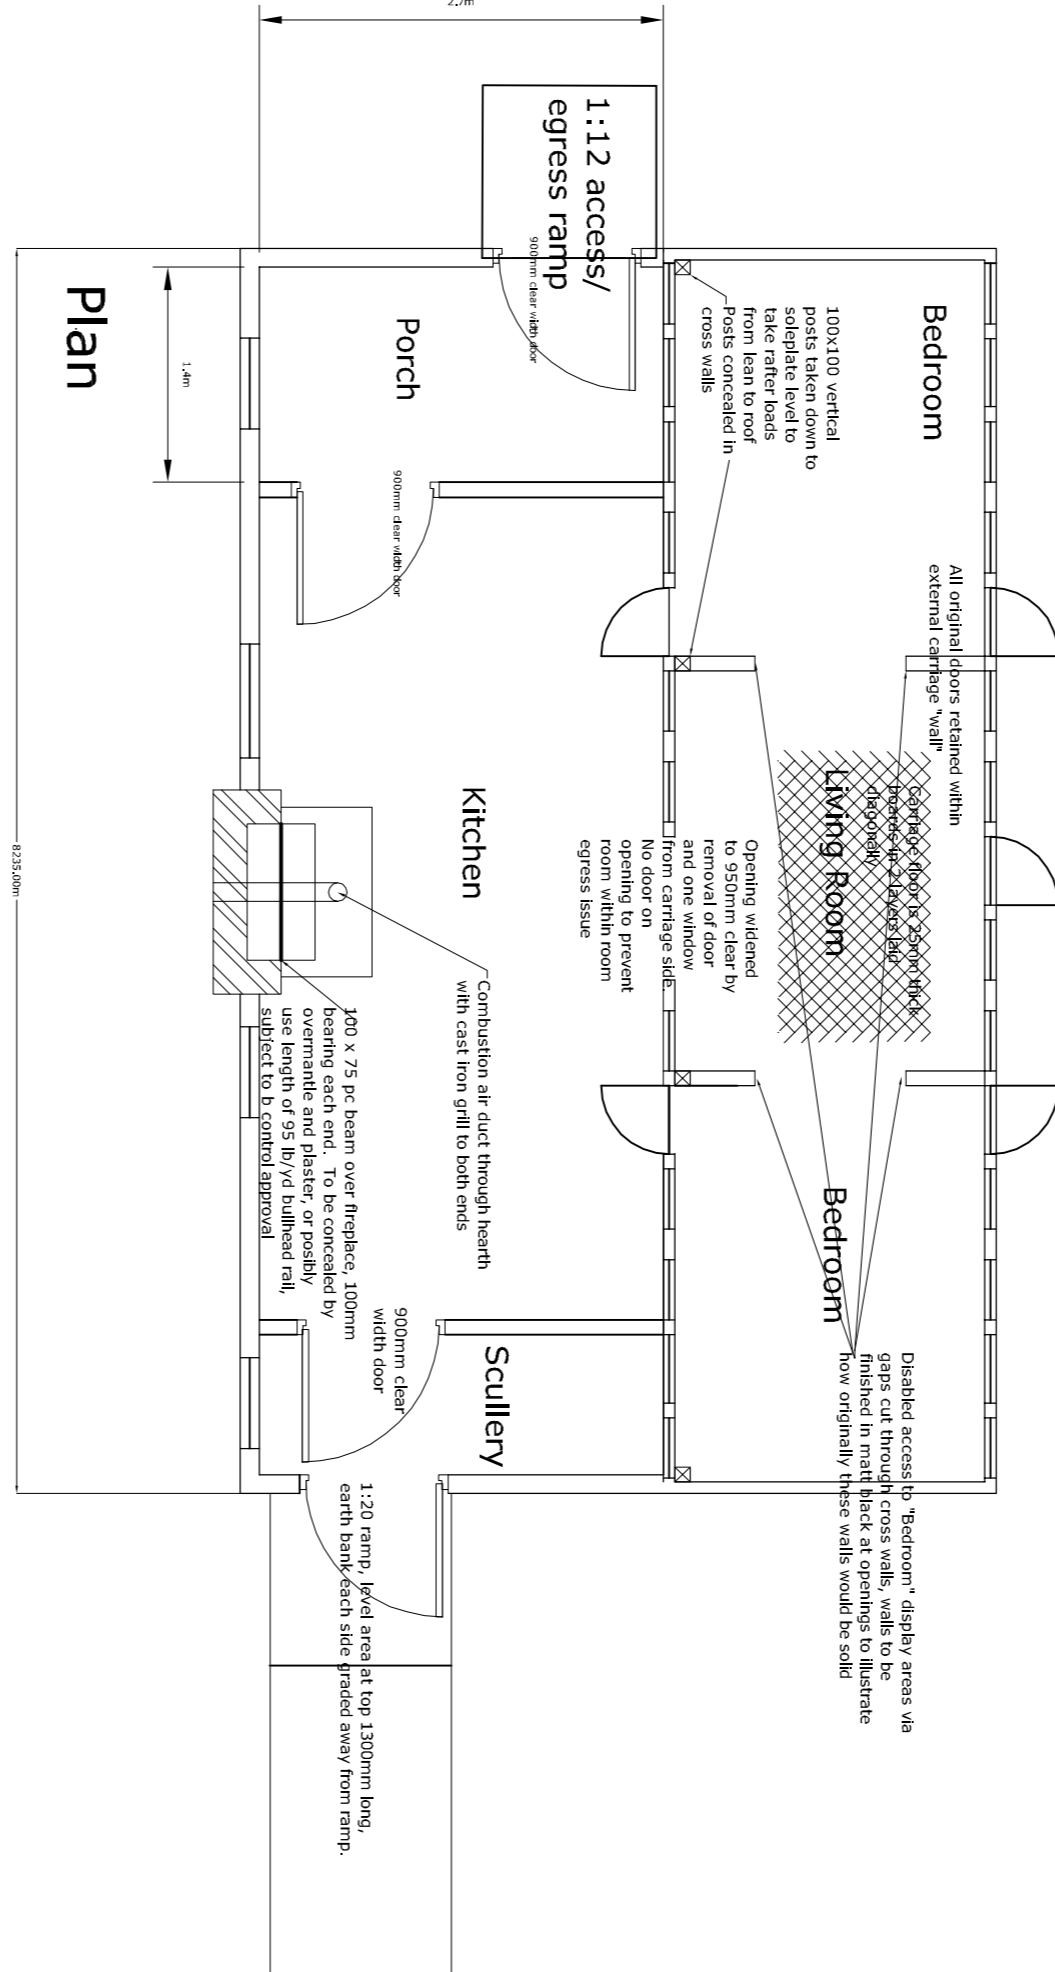 Bedroom
All original doors retained within
external carriage "wall"
100x100 vertical
posts taken down to
soleplate level to
take rafter loads
from lean to roof
Posts concealed in
cross walls
Carriage floor is 25mm thick
boards in 2 layers laid
diagonally
Living Room
Bedroom
Disabled access to "Bedroom" display areas via
gaps cut through cross walls, walls to be
finished in matt black at openings to illustrate
how originally these walls would be solid
Opening widened
to 950mm clear by
removal of door
and one window
from carriage side.
No door on
opening to prevent
room within room
egress issue
2.7m
1:12 access/
egress ramp
900mm clear width door
Porch
900mm clear width door
Kitchen
Combustion air duct through hearth
with cast iron grill to both ends
Scullery
900mm clear
width door
100 x 75 pc beam over fireplace, 100mm
bearing each end. To be concealed by
overmantle and plaster, or posibly
use length of 95 lb/yd bullhead rail,
subject to b control approval
1:20 ramp, level area at top 1300mm long,
earth bank each side graded away from ramp.
1.4m
Plan
8235.00m